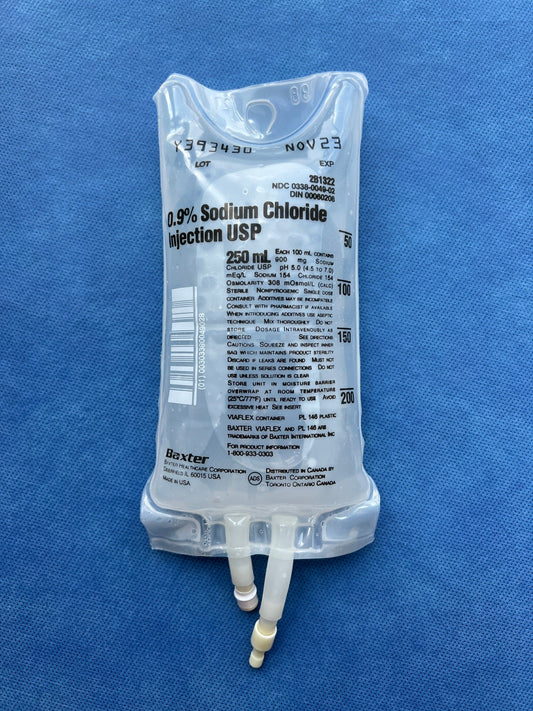 Y393430 NOV23
LOT EXP
2B1322
NDC 0338-0049-02
DIN 00060208
0.9% Sodium Chloride
Injection USP
250 mL EACH 100 mL CONTAINS
900 mg SODIUM
CHLORIDE USP pH 5.0 (4.5 TO 7.0)
mEq/L SODIUM 154 CHLORIDE 154
OSMOLARITY 308 mOsmol/L (CALC)
STERILE NONPYROGENIC SINGLE DOSE
CONTAINER ADDITIVES MAY BE INCOMPATIBLE
CONSULT WITH PHARMACIST IF AVAILABLE
WHEN INTRODUCING ADDITIVES USE ASEPTIC
TECHNIQUE MIX THOROUGHLY DO NOT
STORE DOSAGE INTRAVENOUSLY AS
DIRECTED SEE DIRECTIONS
CAUTIONS SQUEEZE AND INSPECT INNER
BAG WHICH MAINTAINS PRODUCT STERILITY
DISCARD IF LEAKS ARE FOUND MUST NOT
BE USED IN SERIES CONNECTIONS DO NOT
USE UNLESS SOLUTION IS CLEAR
STORE UNIT IN MOISTURE BARRIER
OVERWRAP AT ROOM TEMPERATURE
(25°C/77°F) UNTIL READY TO USE AVOID
EXCESSIVE HEAT SEE INSERT
VIAFLEX CONTAINER PL 146 PLASTIC
BAXTER VIAFLEX AND PL 146 ARE
TRADEMARKS OF BAXTER INTERNATIONAL INC
FOR PRODUCT INFORMATION
1-800-933-0303
50
100
150
200
(01)00303380049028
Baxter
BAXTER HEALTHCARE CORPORATION
DEERFIELD IL 60015 USA
MADE IN USA
ADS
DISTRIBUTED IN CANADA BY
BAXTER CORPORATION
TORONTO ONTARIO CANADA